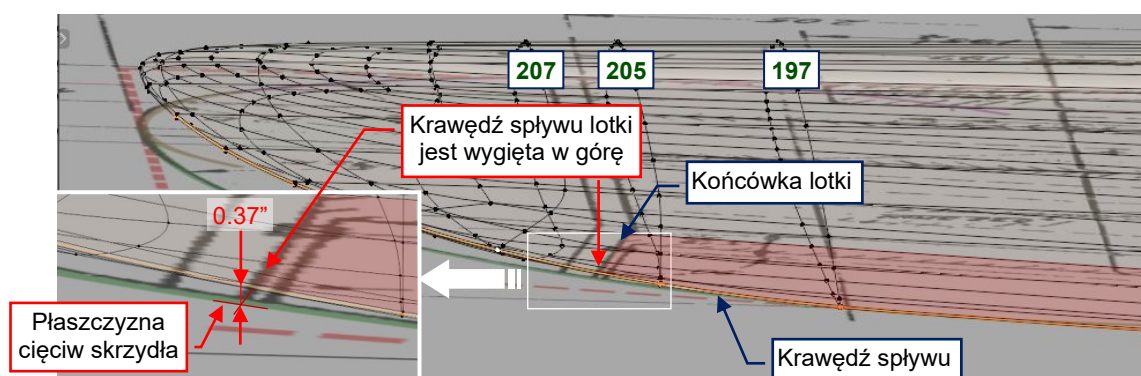 207
205
197
Krawędź spływu lotki
jest wygięta w górę
Końcówka lotki
0.37”
Płaszczyzna
cięciw skrzydła
Krawędź spływu